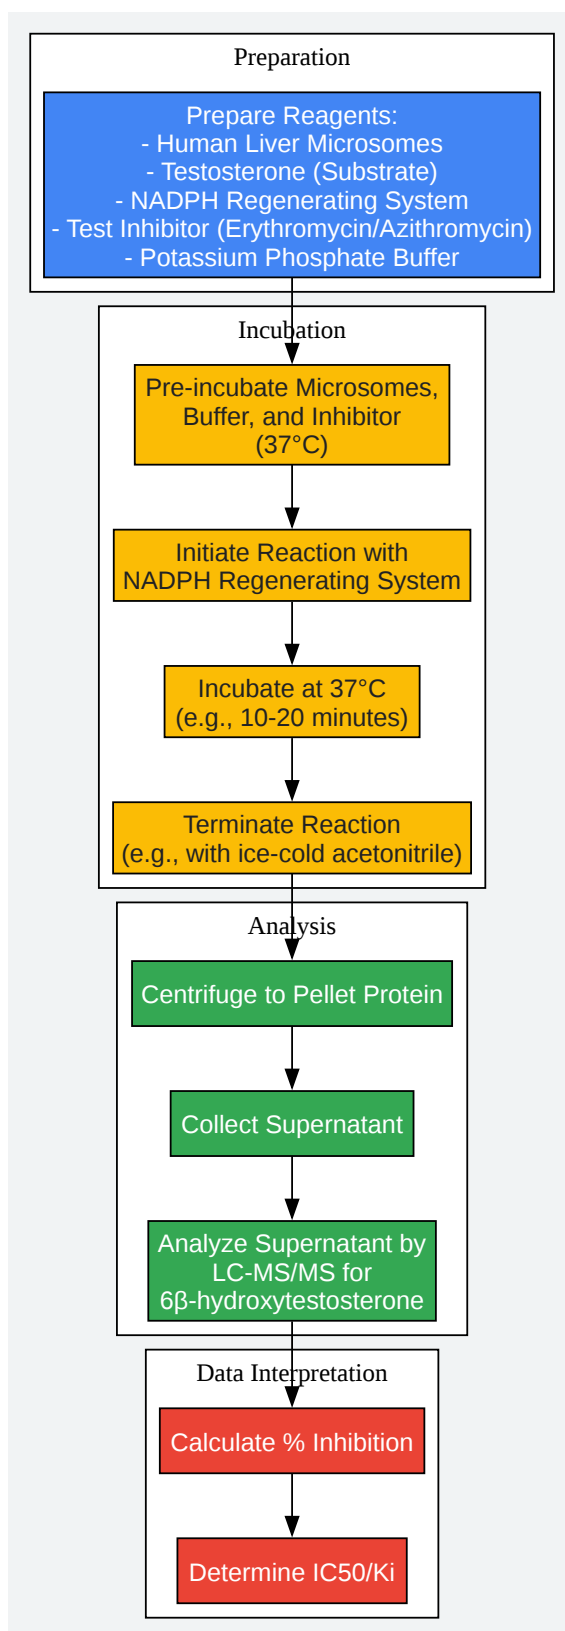 Preparation
Prepare Reagents:
- Human Liver Microsomes
- Testosterone (Substrate)
- NADPH Regenerating System
- Test Inhibitor (Erythromycin/Azithromycin)
- Potassium Phosphate Buffer
Incubation
Pre-incubate Microsomes,
Buffer, and Inhibitor
(37°C)
Initiate Reaction with
NADPH Regenerating System
Incubate at 37°C
(e.g., 10-20 minutes)
Terminate Reaction
(e.g., with ice-cold acetonitrile)
Analysis
Centrifuge to Pellet Protein
Collect Supernatant
Analyze Supernatant by
LC-MS/MS for
6β-hydroxytestosterone
Data Interpretation
Calculate % Inhibition
Determine IC50/Ki